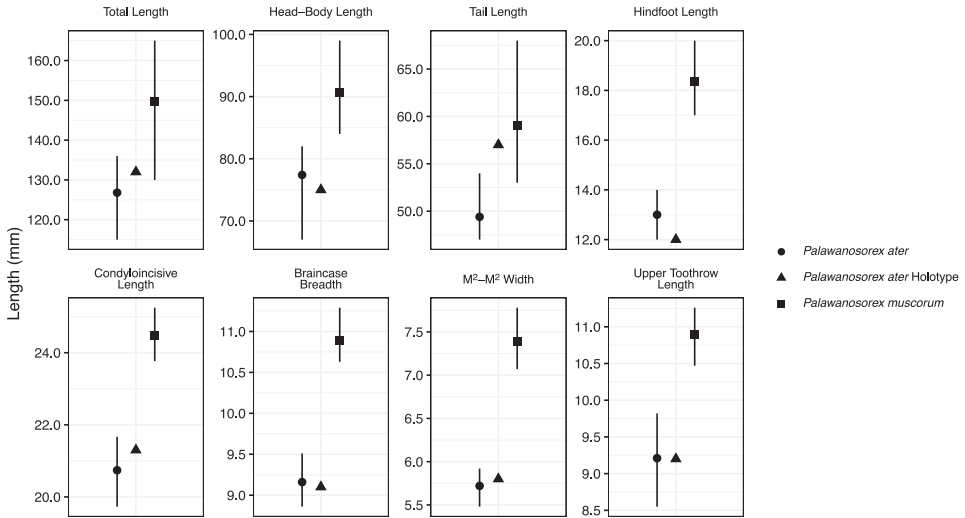 Total Length
Head–Body Length
Tail Length
Hindfoot Length
160.0
150.0
140.0
130.0
120.0
100.0
90.0
80.0
70.0
65.0
60.0
55.0
50.0
20.0
18.0
16.0
14.0
12.0
Length (mm)
Condyloincisive
Length
Braincase
Breadth
M²–M² Width
Upper Toothrow
Length
24.0
22.0
20.0
11.0
10.5
10.0
9.5
9.0
7.5
7.0
6.5
6.0
5.5
11.0
10.5
10.0
9.5
9.0
8.5
Palawanosorex ater
Palawanosorex ater Holotype
Palawanosorex muscorum